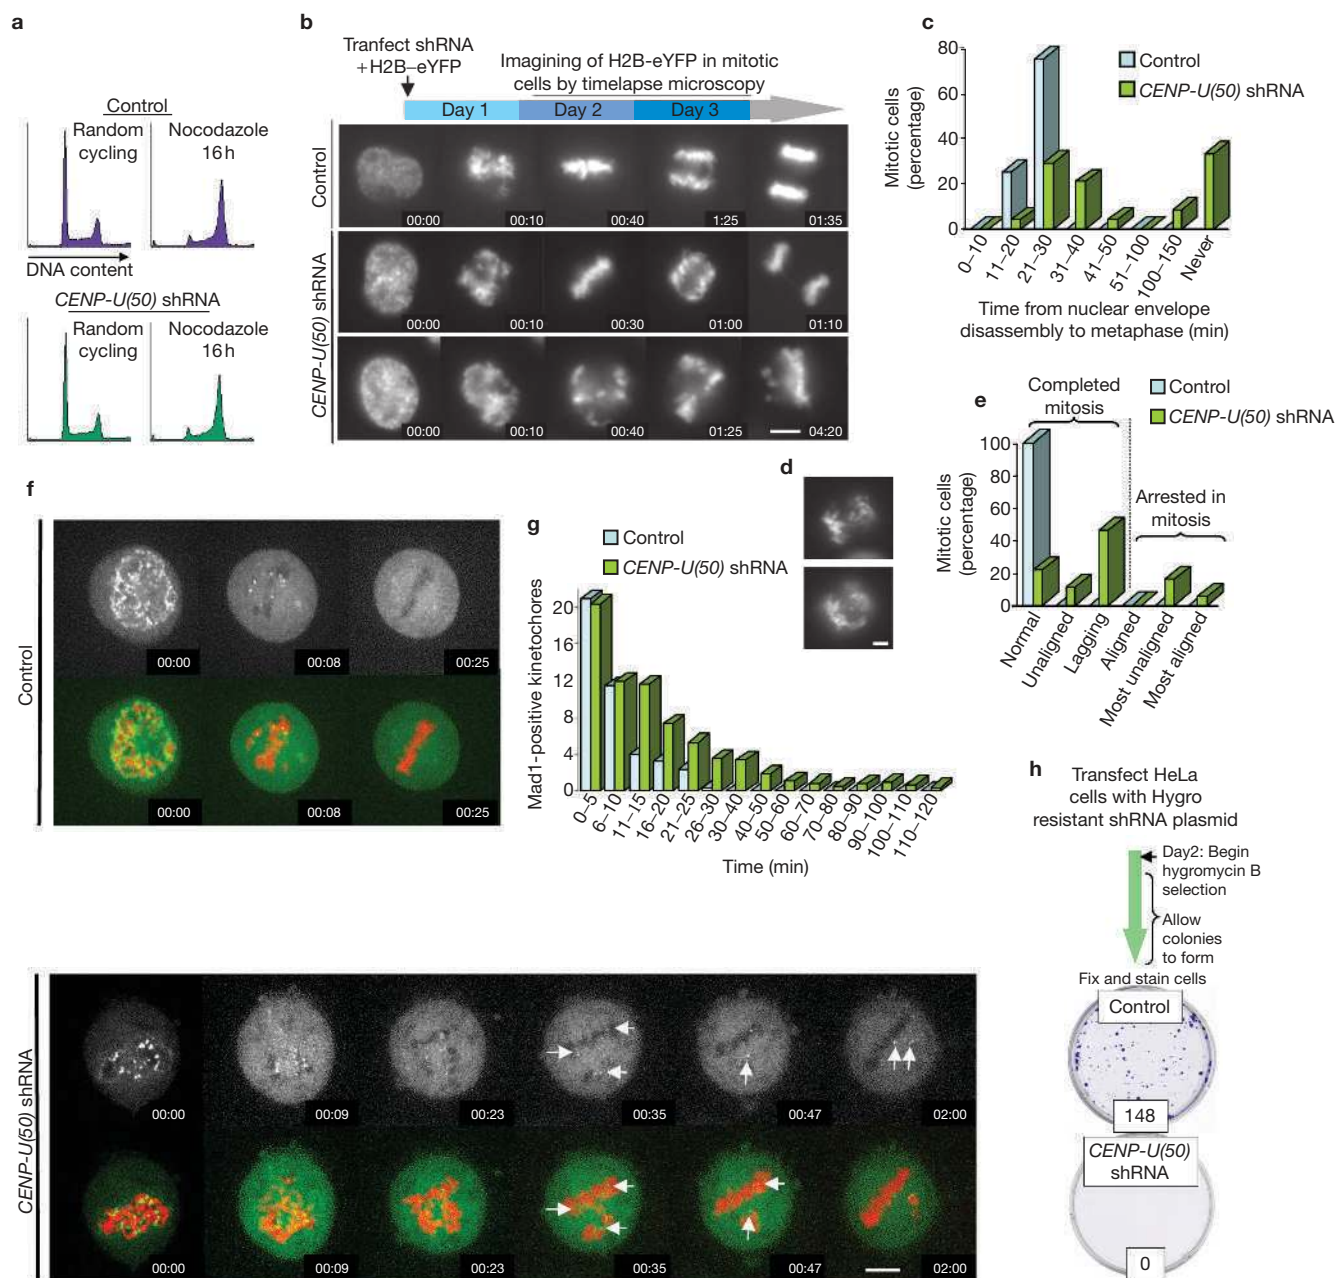 a
Control
Random
cycling
Nocodazole
16 h
DNA content
CENP-U(50) shRNA
Random
cycling
Nocodazole
16 h
b
Tranfect shRNA
+H2B–eYFP
Imagining of H2B-eYFP in mitotic
cells by timelapse microscopy
Day 1
Day 2
Day 3
Control
00:00
00:10
00:40
1:25
01:35
CENP-U(50) shRNA
00:00
00:10
00:30
01:00
01:10
00:00
00:10
00:40
01:25
04:20
c
Control
CENP-U(50) shRNA
Mitotic cells
(percentage)
80
60
40
20
0
0–10
11–20
21–30
31–40
41–50
51–100
100–150
Never
Time from nuclear envelope
disassembly to metaphase (min)
d
e
Completed
mitosis
Control
CENP-U(50) shRNA
Arrested in
mitosis
Mitotic cells
(percentage)
100
80
60
40
20
0
Normal
Unaligned
Lagging
Aligned
Most unaligned
Most aligned
f
Control
00:00
00:08
00:25
00:00
00:08
00:25
g
Control
CENP-U(50) shRNA
Mad1-positive kinetochores
20
16
12
8
4
0
0–5
6–10
11–15
16–20
21–25
26–30
30–40
40–50
50–60
60–70
70–80
80–90
90–100
100–110
110–120
Time (min)
h
Transfect HeLa
cells with Hygro
resistant shRNA plasmid
Day2: Begin
hygromycin B
selection
Allow
colonies
to form
Fix and stain cells
Control
148
CENP-U(50)
shRNA
0
CENP-U(50) shRNA
00:00
00:09
00:23
00:35
00:47
02:00
00:00
00:09
00:23
00:35
00:47
02:00